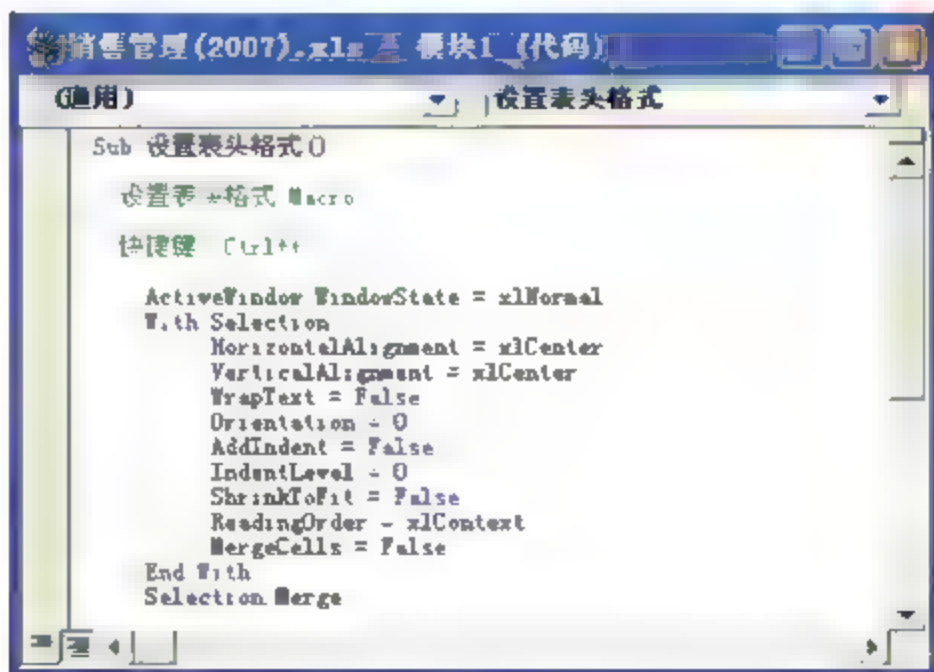 销售管理(2007).xls - 模块1 (代码)
(通用) 设置表头格式
Sub 设置表头格式()
设置表头格式 Macro
快捷键 Ctrl+t
ActiveWindow WindowState = xlNormal
With Selection
HorizontalAlignment = xlCenter
VerticalAlignment = xlCenter
WrapText = False
Orientation = 0
AddIndent = False
IndentLevel = 0
ShrinkToFit = False
ReadingOrder = xlContext
MergeCells = False
End With
Selection Merge